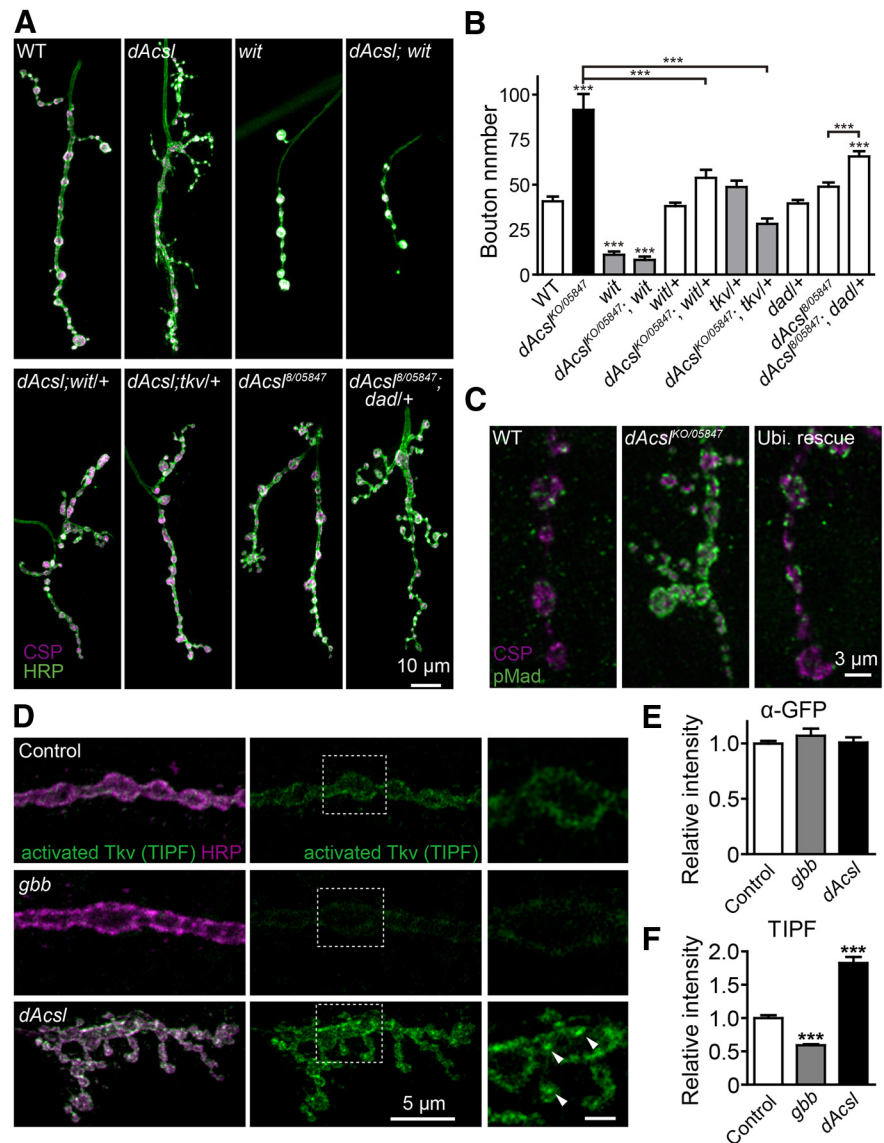 A
WT
dAcsl
wit
dAcsl; wit
dAcsl;wit/+
dAcsl;tkv/+
dAcsl8/05847
dAcsl8/05847;
dad/+
CSP
HRP
10 µm
B
Bouton nnmber
100
75
50
25
0
***
***
***
***
***
***
***
WT
dAcslKO/05847
wit
dAcslKO/05847; wit
wit/+
dAcslKO/05847; wit/+
tkv/+
dAcslKO/05847; tkv/+
dad/+
dAcsl8/05847
dAcsl8/05847; dad/+
C
WT
dAcslKO/05847
Ubi. rescue
CSP
pMad
3 µm
D
Control
activated Tkv (TIPF) HRP
activated Tkv (TIPF)
gbb
dAcsl
5 µm
E
α-GFP
Relative intensity
1.0
0.5
0
Control
gbb
dAcsl
F
TIPF
Relative intensity
2.0
1.5
1.0
0.5
0
***
***
Control
gbb
dAcsl